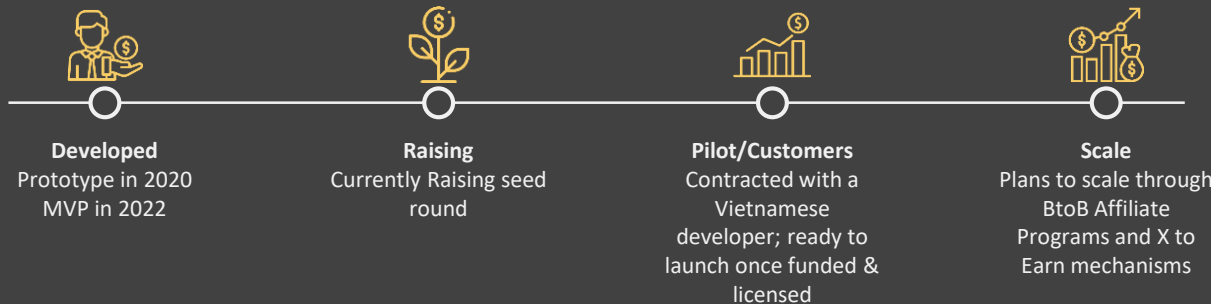 Developed
Prototype in 2020
MVP in 2022
Raising
Currently Raising seed
round
Pilot/Customers
Contracted with a
Vietnamese
developer; ready to
launch once funded &
licensed
Scale
Plans to scale through
BtoB Affiliate
Programs and X to
Earn mechanisms